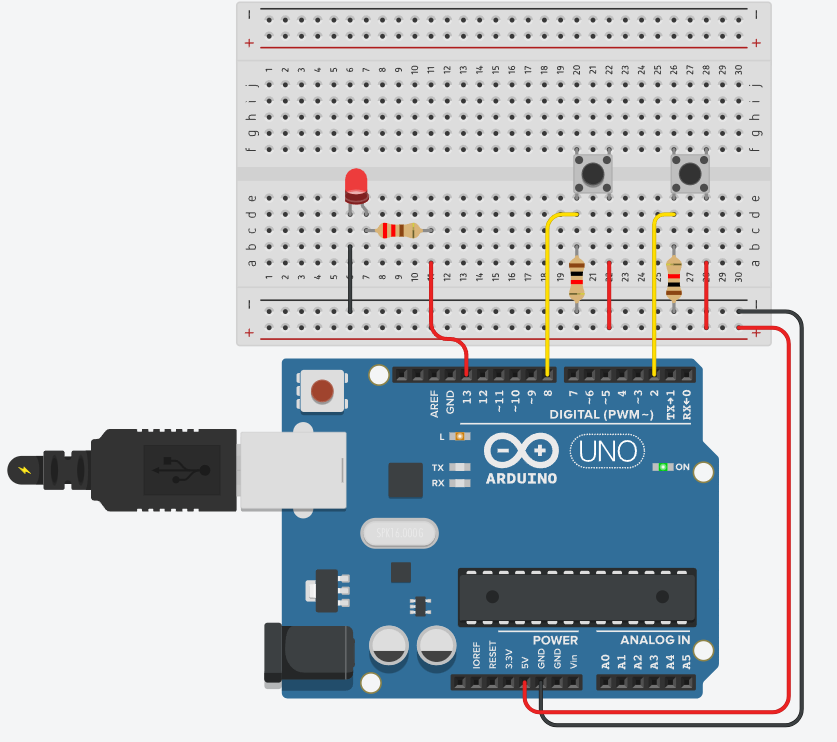 − −
+ +
1 2 3 4 5 6 7 8 9 10 11 12 13 14 15 16 17 18 19 20 21 22 23 24 25 26 27 28 29 30
j j
i i
h h
g g
f f
e e
d d
c c
b b
a a
1 2 3 4 5 6 7 8 9 10 12 13 14 15 16 17 18 19 21 23 24 25 27 29 30
− −
+ +
AREF GND 13 12 ~11 ~10 ~9 8 7 ~6 ~5 4 ~3 2 TX→1 RX←0
DIGITAL (PWM~)
L
TX
RX
ARDUINO
UNO
ON
POWER ANALOG IN
IOREF RESET 3.3V 5V GND GND Vin A0 A1 A2 A3 A4 A5